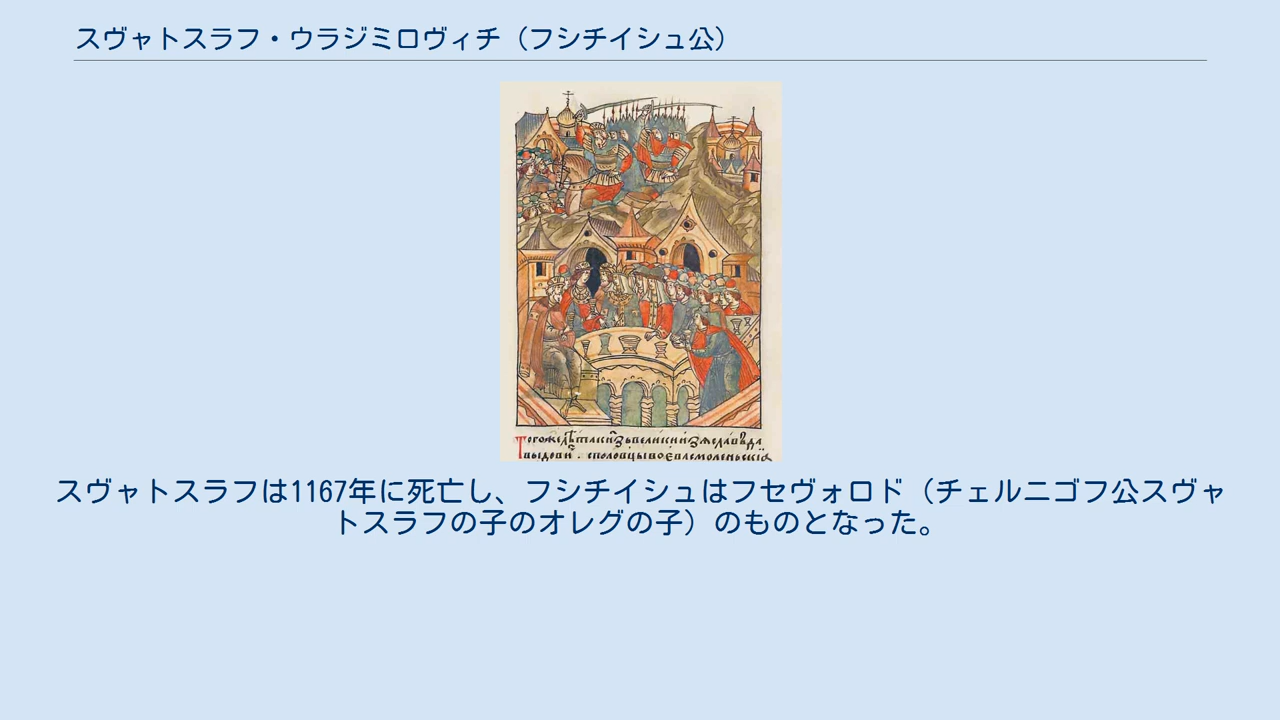 スヴャトスラフ・ウラジミロヴィチ（フシチイシュ公）
スヴャトスラフは1167年に死亡し、フシチイシュはフセヴォロド（チェルニゴフ公スヴャ
トスラフの子のオレグの子）のものとなった。